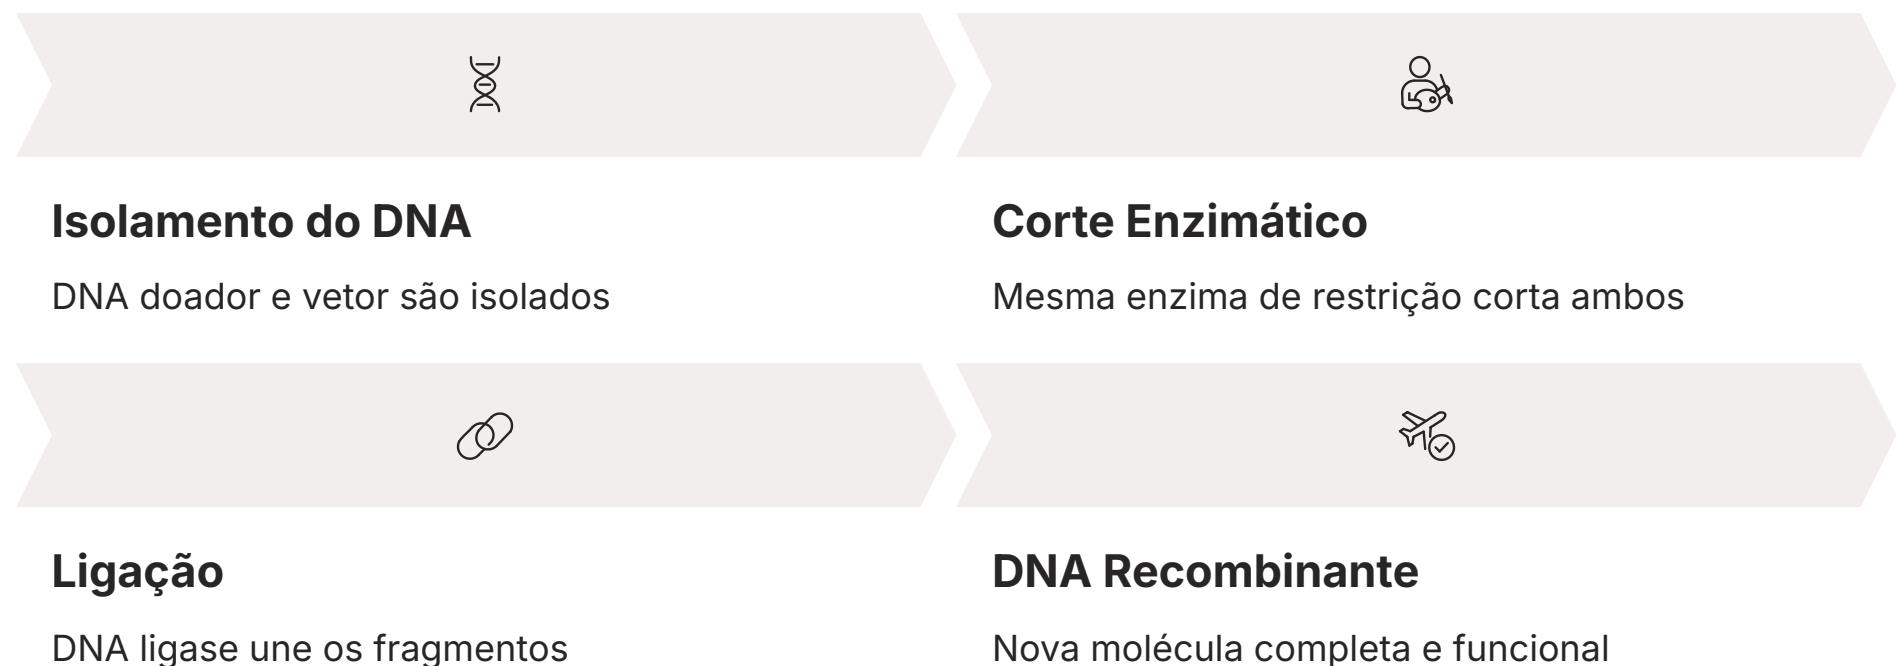 Isolamento do DNA
DNA doador e vetor são isolados
Corte Enzimático
Mesma enzima de restrição corta ambos
Ligação
DNA ligase une os fragmentos
DNA Recombinante
Nova molécula completa e funcional